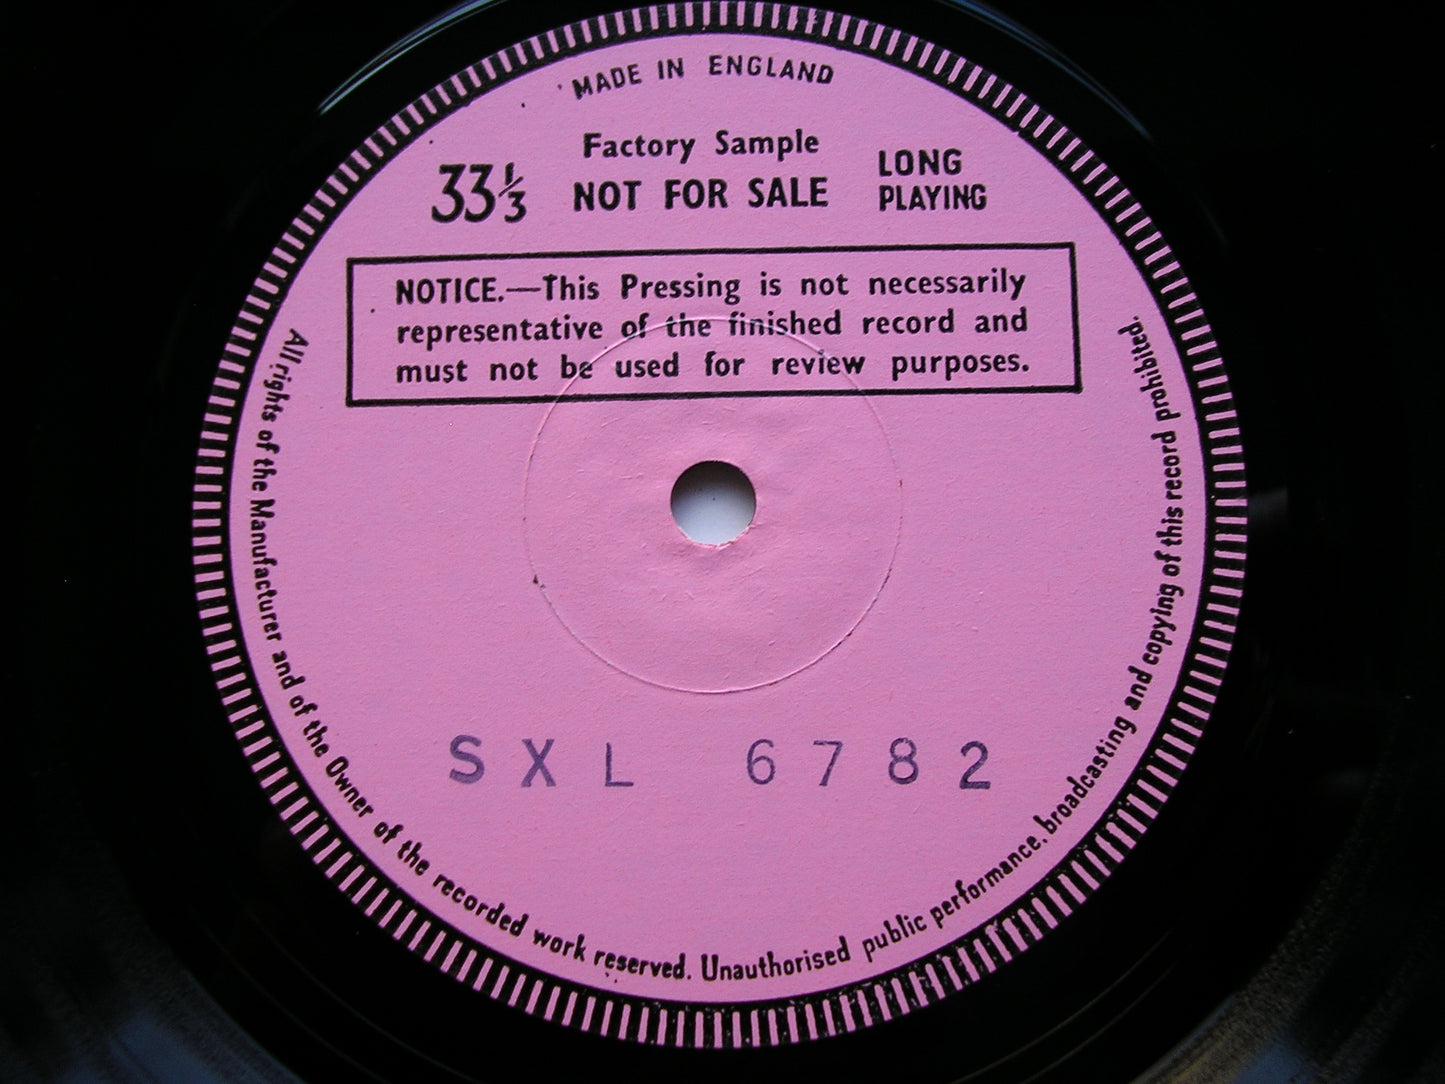 MADE IN ENGLAND
Factory Sample
33⅓ NOT FOR SALE
LONG
PLAYING
NOTICE.—This Pressing is not necessarily
representative of the finished record and
must not be used for review purposes.
SXL 6782
All rights of the Manufacturer and of the Owner of the recorded work reserved. Unauthorised public performance, broadcasting and copying of this record prohibited.